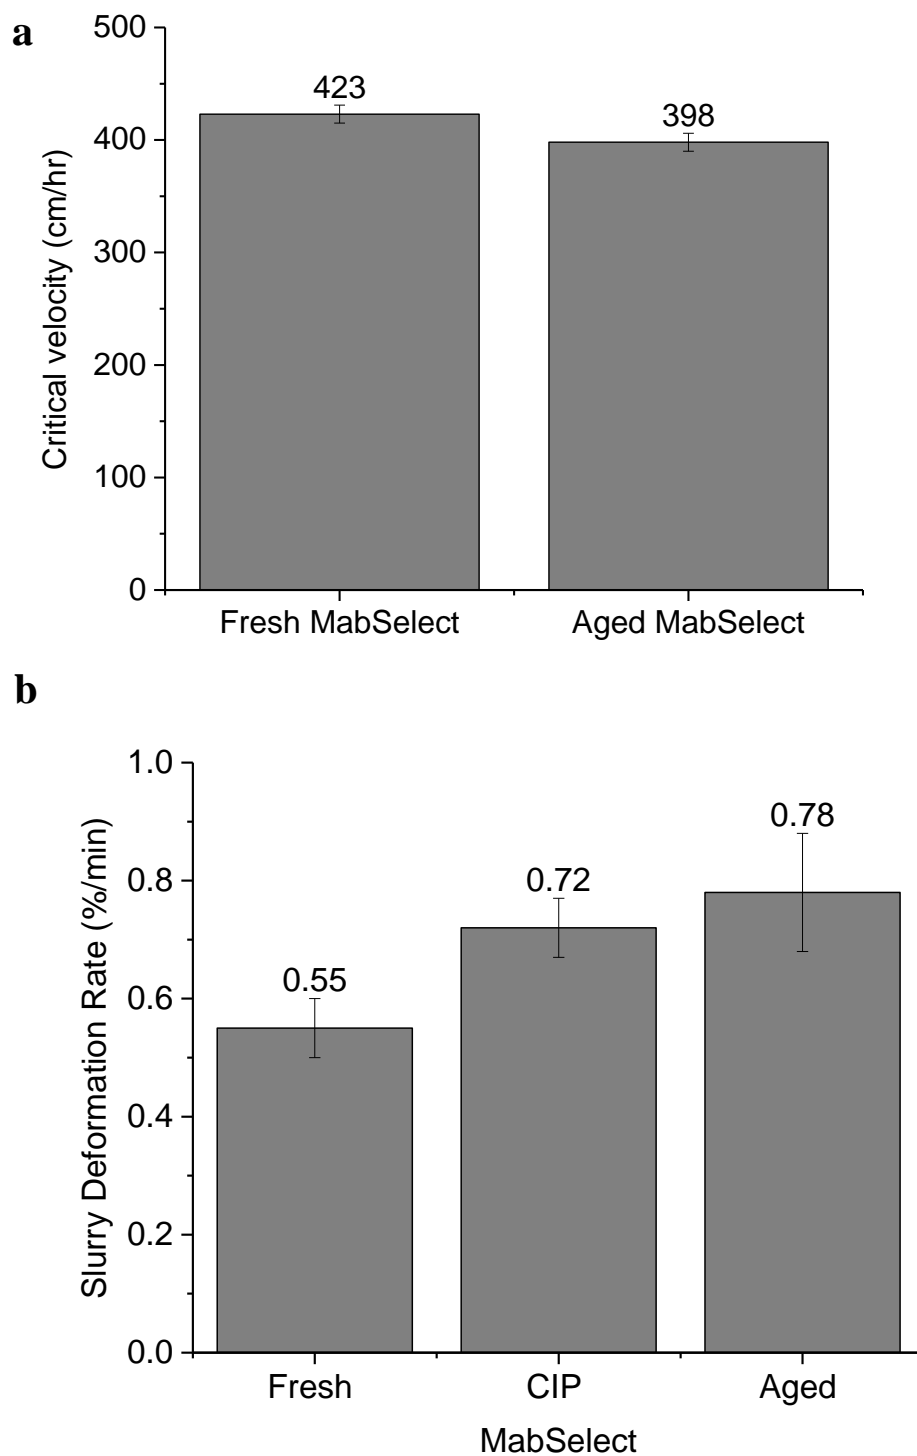 a
500
400
300
200
100
0
Critical velocity (cm/hr)
423
398
Fresh MabSelect
Aged MabSelect
b
1.0
0.8
0.6
0.4
0.2
0.0
Slurry Deformation Rate (%/min)
0.55
0.72
0.78
Fresh
CIP
Aged
MabSelect